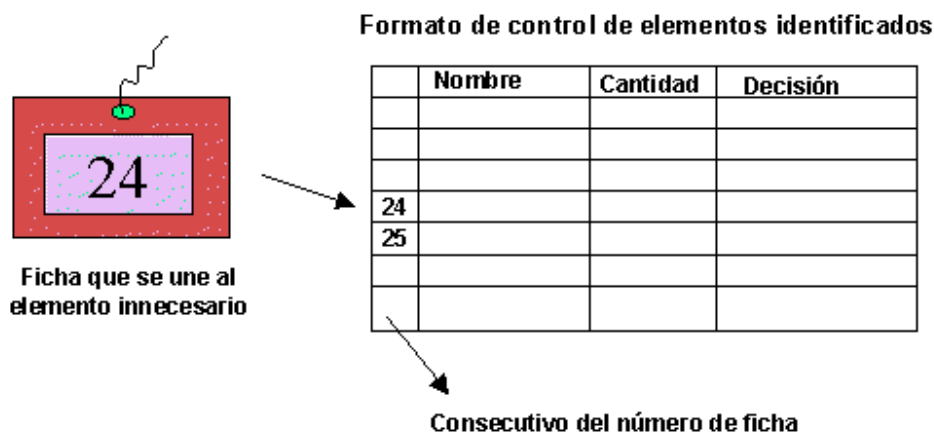 Formato de control de elementos identificados
Nombre Cantidad Decisión
24
24
25
Ficha que se une al
elemento innecesario
Consecutivo del número de ficha